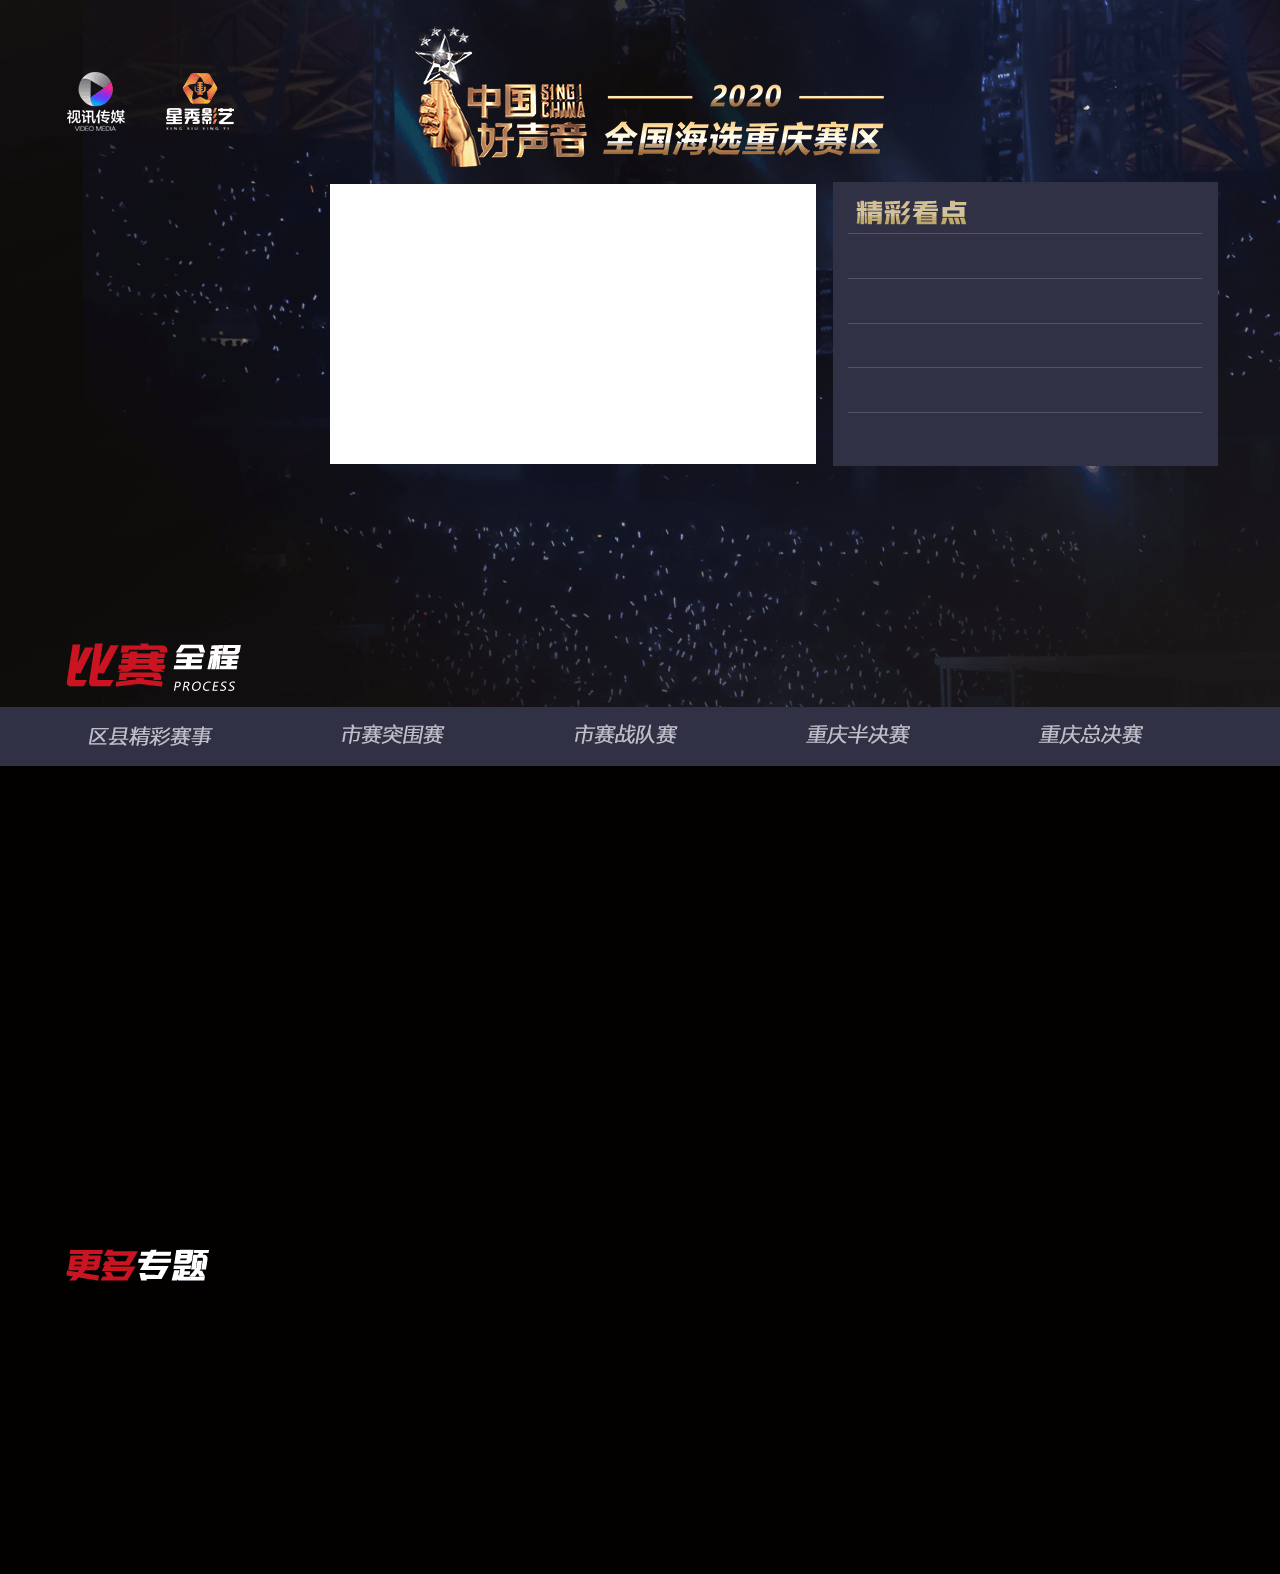 视讯传媒
VIDEO MEDIA
星秀影艺
XING XIU YING YI
中国
SING!
CHINA
好声音
2020
全国海选重庆赛区
精彩看点
比赛全程
PROCESS
区县精彩赛事
市赛突围赛
市赛战队赛
重庆半决赛
重庆总决赛
更多专题